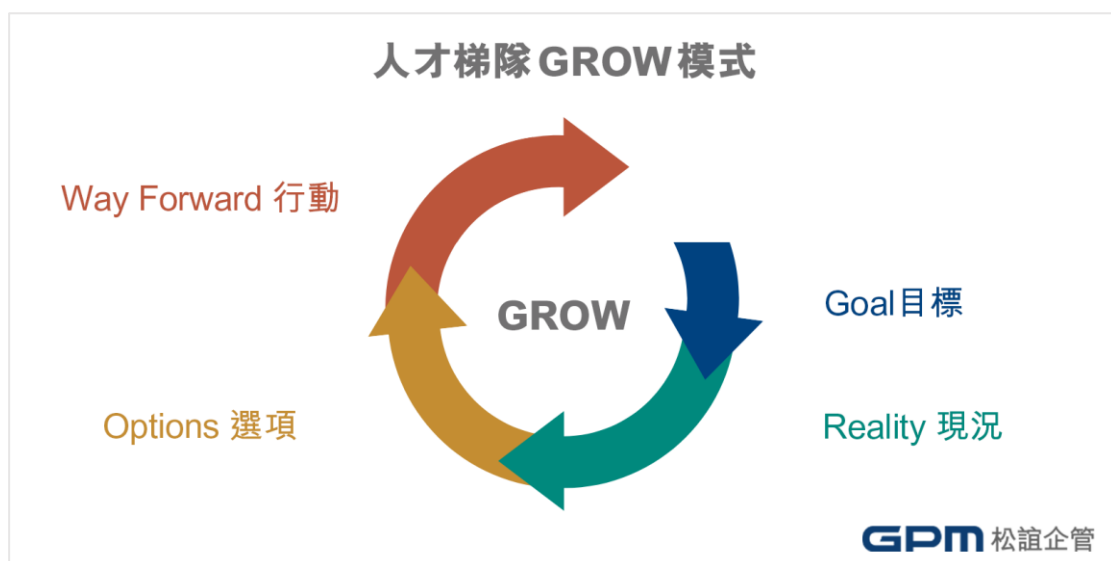 人才梯隊GROW模式
Way Forward 行動
GROW
Goal目標
Options 選項
Reality 現況
GPM 松誼企管